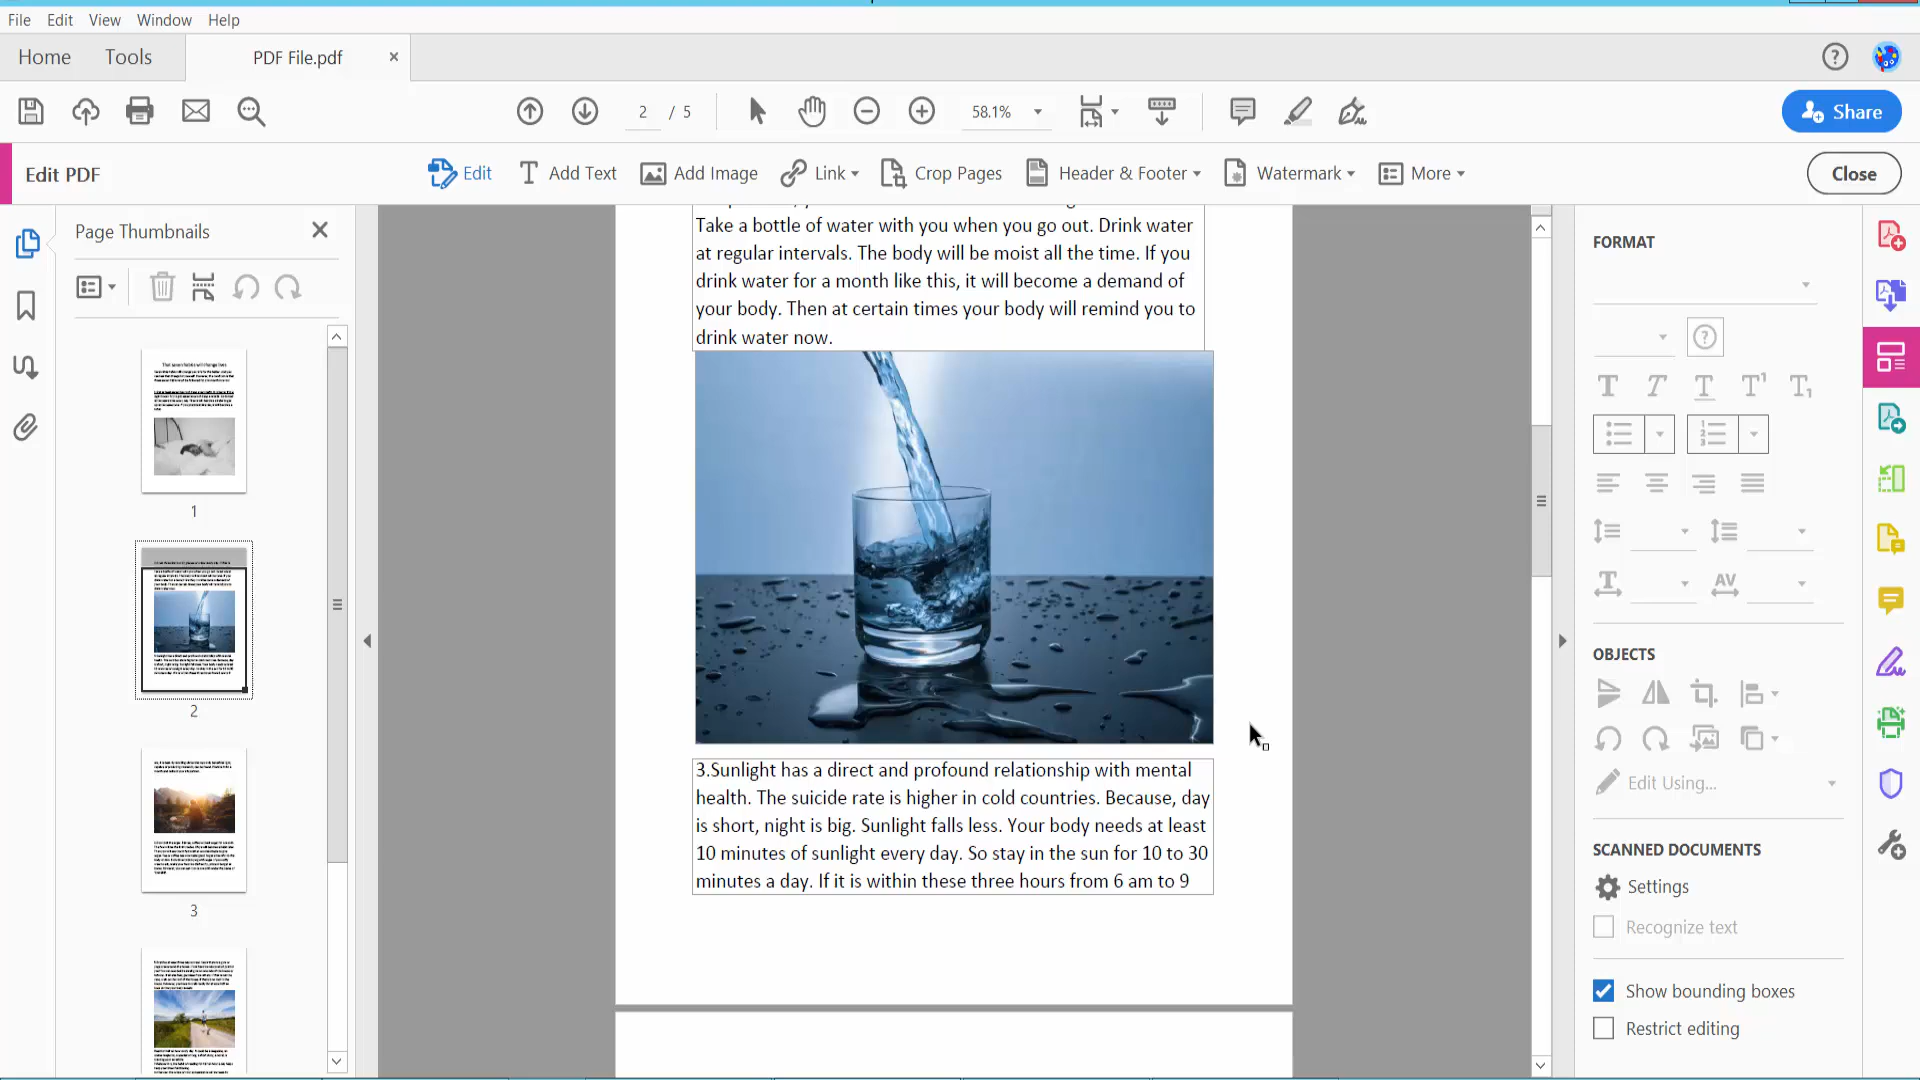 File Edit View Window Help
Home Tools PDF File.pdf
2 / 5 58.1% Share
Edit PDF Edit Add Text Add Image Link Crop Pages Header & Footer Watermark More Close
Page Thumbnails
1
2
3
Take a bottle of water with you when you go out. Drink water
at regular intervals. The body will be moist all the time. If you
drink water for a month like this, it will become a demand of
your body. Then at certain times your body will remind you to
drink water now.
3.Sunlight has a direct and profound relationship with mental
health. The suicide rate is higher in cold countries. Because, day
is short, night is big. Sunlight falls less. Your body needs at least
10 minutes of sunlight every day. So stay in the sun for 10 to 30
minutes a day. If it is within these three hours from 6 am to 9
FORMAT
OBJECTS
Edit Using...
SCANNED DOCUMENTS
Settings
Recognize text
Show bounding boxes
Restrict editing